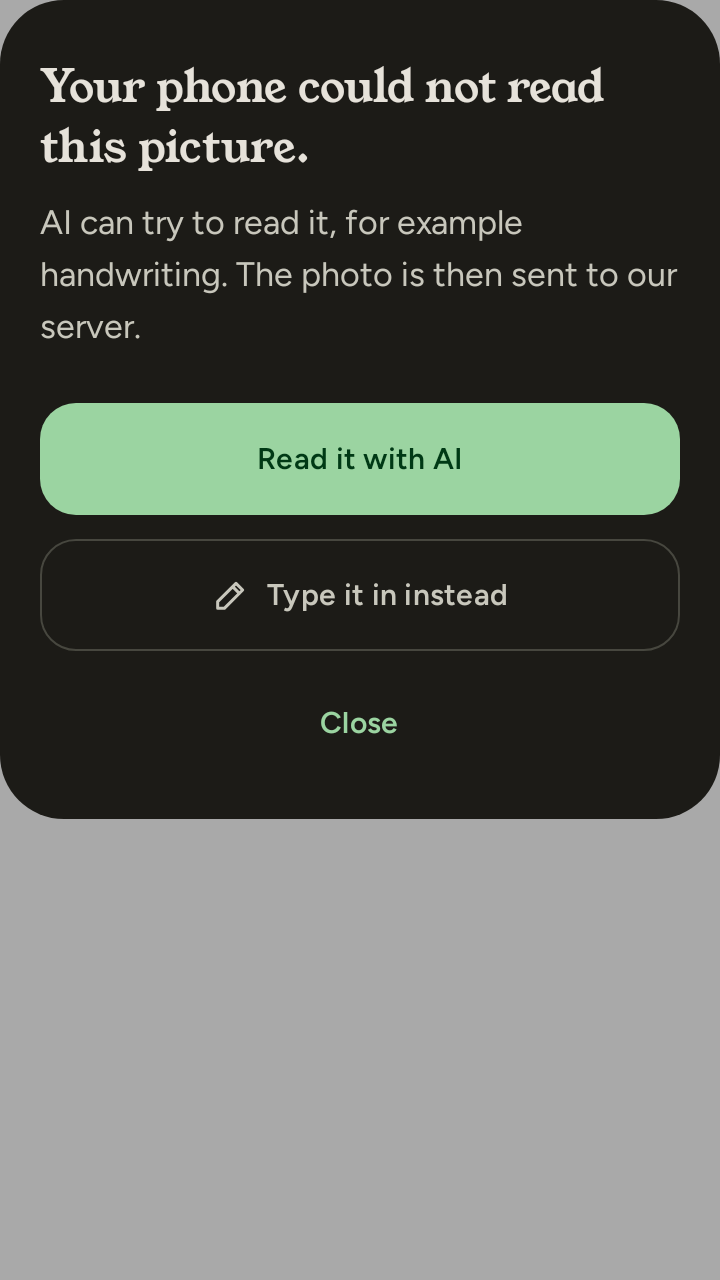 Your phone could not read
this picture.
AI can try to read it, for example
handwriting. The photo is then sent to our
server.
Read it with AI
Type it in instead
Close